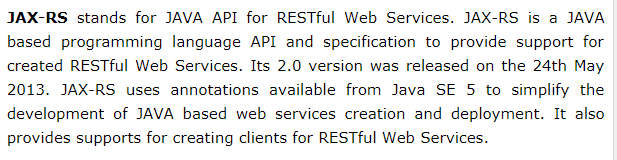 JAX-RS stands for JAVA API for RESTful Web Services. JAX-RS is a JAVA
based programming language API and specification to provide support for
created RESTful Web Services. Its 2.0 version was released on the 24th May
2013. JAX-RS uses annotations available from Java SE 5 to simplify the
development of JAVA based web services creation and deployment. It also
provides supports for creating clients for RESTful Web Services.